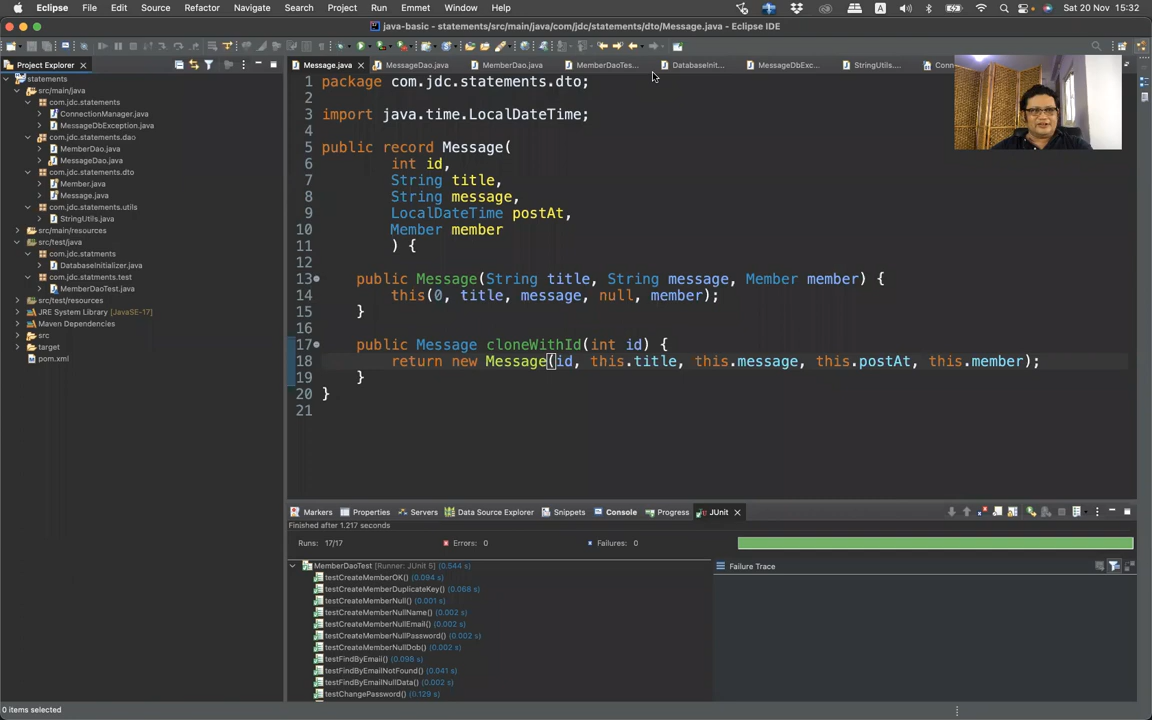 Eclipse File Edit Source Refactor Navigate Search Project Run Emmet Window Help A Sat 20 Nov 15:32
java-basic - statements/src/main/java/com/jdc/statements/dto/Message.java - Eclipse IDE
Project Explorer
Message.java MessageDao.java MemberDao.java MemberDaoTes... DatabaseInit... MessageDbExc... StringUtils.... Conn
statements
src/main/java
com.jdc.statements
ConnectionManager.java
MessageDbException.java
com.jdc.statements.dao
MemberDao.java
MessageDao.java
com.jdc.statements.dto
Member.java
Message.java
com.jdc.statements.utils
StringUtils.java
src/main/resources
src/test/java
com.jdc.statments
DatabaseInitializer.java
com.jdc.statements.test
MemberDaoTest.java
src/test/resources
JRE System Library [JavaSE-17]
Maven Dependencies
src
target
pom.xml
1 package com.jdc.statements.dto;
2
3 import java.time.LocalDateTime;
4
5 public record Message(
6 int id,
7 String title,
8 String message,
9 LocalDateTime postAt,
10 Member member
11 ) {
12
13 public Message(String title, String message, Member member) {
14 this(0, title, message, null, member);
15 }
16
17 public Message cloneWithId(int id) {
18 return new Message(id, this.title, this.message, this.postAt, this.member);
19 }
20 }
21
Markers Properties Servers Data Source Explorer Snippets Console Progress JUnit
Finished after 1.217 seconds
Runs: 17/17 Errors: 0 Failures: 0
MemberDaoTest [Runner: JUnit 5] (0.544 s)
Failure Trace
testCreateMemberOK() (0.094 s)
testCreateMemberDuplicateKey() (0.068 s)
testCreateMemberNull() (0.001 s)
testCreateMemberNullName() (0.002 s)
testCreateMemberNullEmail() (0.002 s)
testCreateMemberNullPassword() (0.002 s)
testCreateMemberNullDob() (0.002 s)
testFindByEmail() (0.098 s)
testFindByEmailNotFound() (0.041 s)
testFindByEmailNullData() (0.002 s)
testChangePassword() (0.129 s)
0 items selected